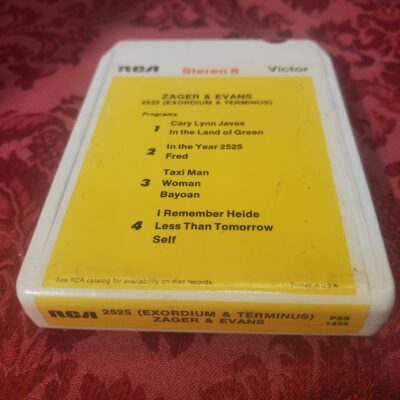 RCA Stereo 8 Victor
ZAGER & EVANS
2525 (EXORDIUM & TERMINUS)
Programs
1 Cary Lynn Javes
In the Land of Green
2 In the Year 2525
Fred
3 Taxi Man
Woman
Bayoan
4 I Remember Heide
Less Than Tomorrow
Self
See RCA catalog for availability on disc records.
Printed in U.S.A.
RCA 2525 (EXORDIUM & TERMINUS) P8S
ZAGER & EVANS 1495